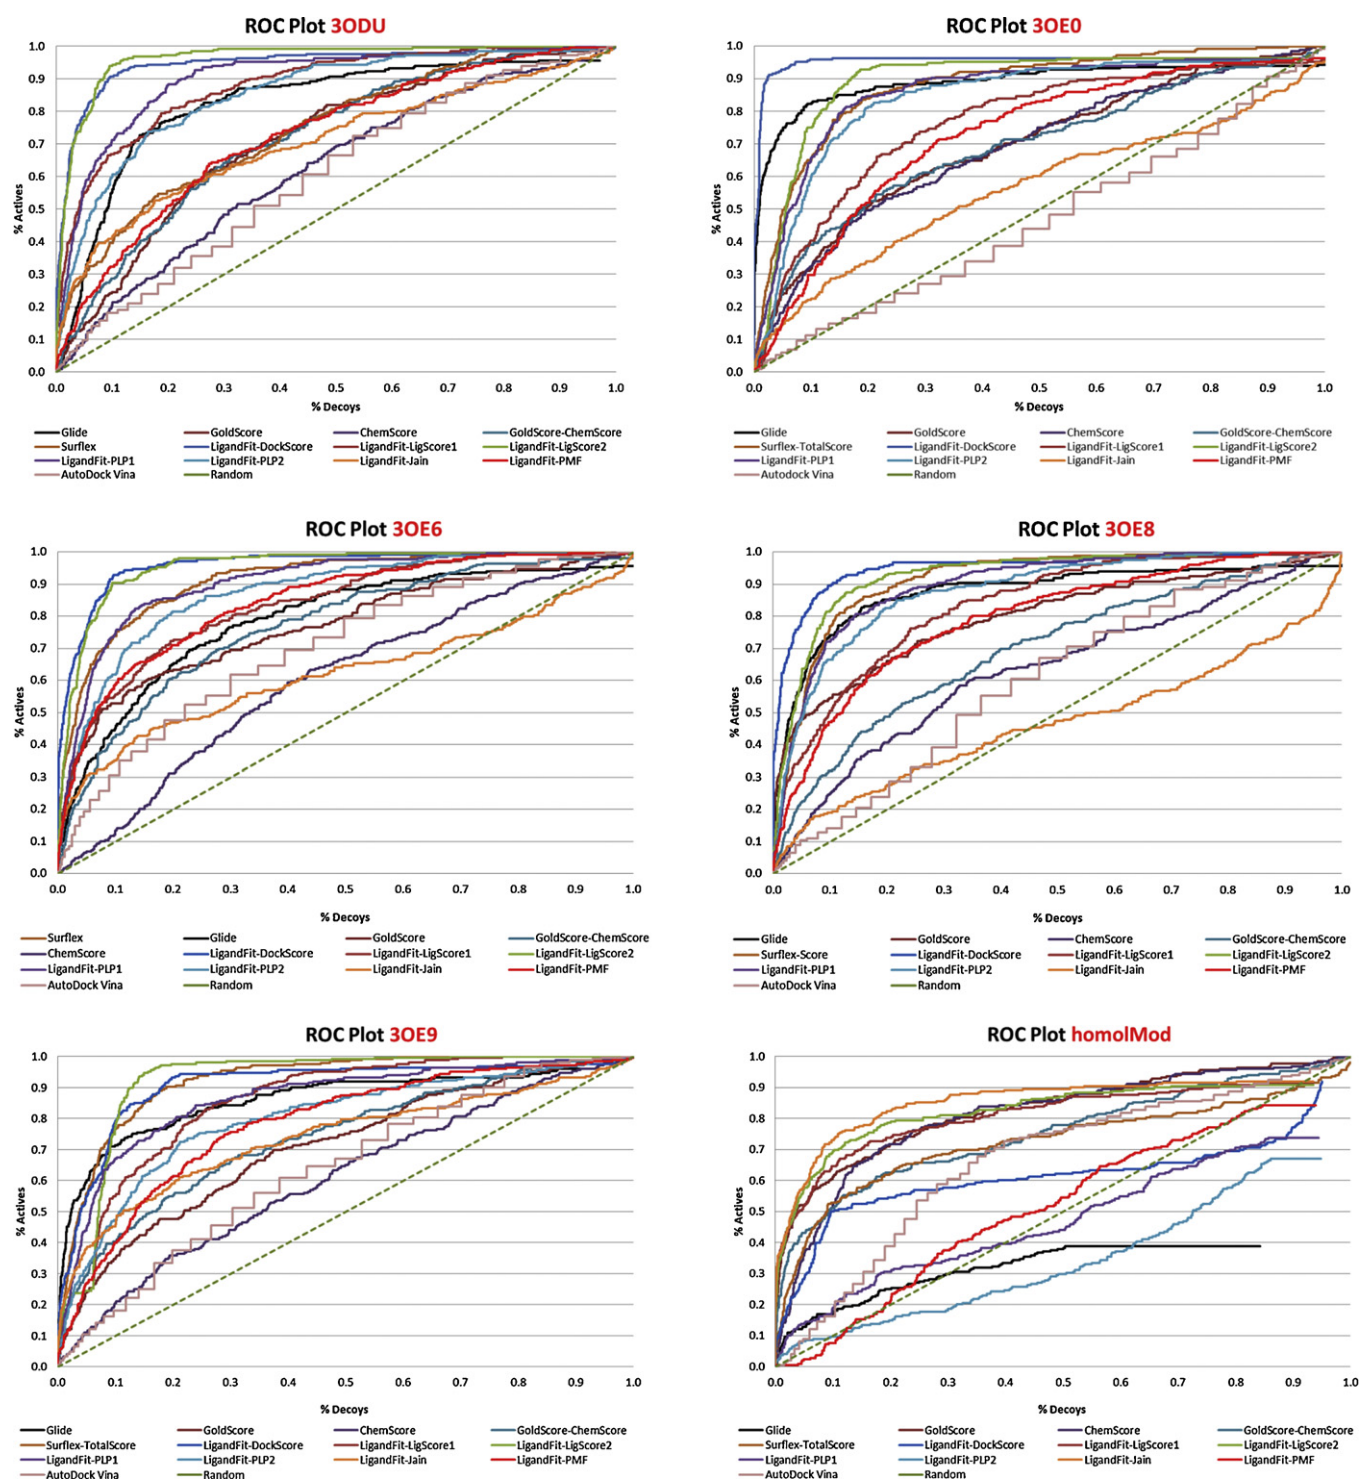 ROC Plot 3ODU
1.0
0.9
0.8
0.7
0.6
0.5
0.4
0.3
0.2
0.1
0.0
% Actives
0.0 0.1 0.2 0.3 0.4 0.5 0.6 0.7 0.8 0.9 1.0
% Decoys
Glide GoldScore ChemScore GoldScore-ChemScore
Surflex LigandFit-DockScore LigandFit-LigScore1 LigandFit-LigScore2
LigandFit-PLP1 LigandFit-PLP2 LigandFit-Jain LigandFit-PMF
AutoDock Vina Random
ROC Plot 3OE0
1.0
0.9
0.8
0.7
0.6
0.5
0.4
0.3
0.2
0.1
0.0
% Actives
0.0 0.1 0.2 0.3 0.4 0.5 0.6 0.7 0.8 0.9 1.0
% Decoys
Glide GoldScore ChemScore GoldScore-ChemScore
Surflex-TotalScore LigandFit-DockScore LigandFit-LigScore1 LigandFit-LigScore2
LigandFit-PLP1 LigandFit-PLP2 LigandFit-Jain LigandFit-PMF
Autodock Vina Random
ROC Plot 3OE6
1.0
0.9
0.8
0.7
0.6
0.5
0.4
0.3
0.2
0.1
0.0
% Actives
0.0 0.1 0.2 0.3 0.4 0.5 0.6 0.7 0.8 0.9 1.0
% Decoys
Surflex Glide GoldScore GoldScore-ChemScore
ChemScore LigandFit-DockScore LigandFit-LigScore1 LigandFit-LigScore2
LigandFit-PLP1 LigandFit-PLP2 LigandFit-Jain LigandFit-PMF
AutoDock Vina Random
ROC Plot 3OE8
1.0
0.9
0.8
0.7
0.6
0.5
0.4
0.3
0.2
0.1
0.0
% Actives
0.0 0.1 0.2 0.3 0.4 0.5 0.6 0.7 0.8 0.9 1.0
% Decoys
Glide GoldScore ChemScore GoldScore-ChemScore
Surflex-Score LigandFit-DockScore LigandFit-LigScore1 LigandFit-LigScore2
LigandFit-PLP1 LigandFit-PLP2 LigandFit-Jain LigandFit-PMF
AutoDock Vina Random
ROC Plot 3OE9
1.0
0.9
0.8
0.7
0.6
0.5
0.4
0.3
0.2
0.1
0.0
% Actives
0.0 0.1 0.2 0.3 0.4 0.5 0.6 0.7 0.8 0.9 1.0
% Decoys
Glide GoldScore ChemScore GoldScore-ChemScore
Surflex-TotalScore LigandFit-DockScore LigandFit-LigScore1 LigandFit-LigScore2
LigandFit-PLP1 LigandFit-PLP2 LigandFit-Jain LigandFit-PMF
AutoDock Vina Random
ROC Plot homolMod
1.0
0.9
0.8
0.7
0.6
0.5
0.4
0.3
0.2
0.1
0.0
% Actives
0.0 0.1 0.2 0.3 0.4 0.5 0.6 0.7 0.8 0.9 1.0
% Decoys
Glide GoldScore ChemScore GoldScore-ChemScore
Surflex-TotalScore LigandFit-DockScore LigandFit-LigScore1 LigandFit-LigScore2
LigandFit-PLP1 LigandFit-PLP2 LigandFit-Jain LigandFit-PMF
AutoDock Vina Random